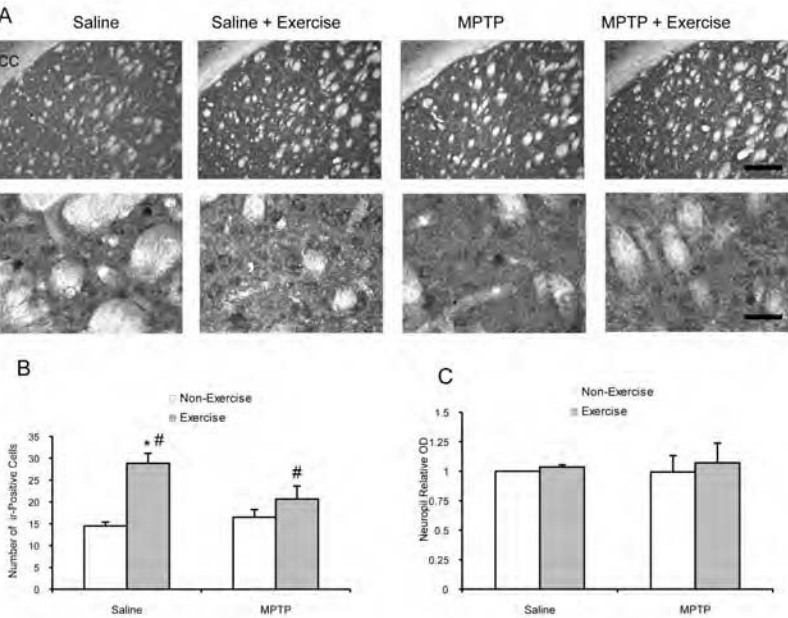 A
Saline
Saline + Exercise
MPTP
MPTP + Exercise
CC
B
Non-Exercise
Exercise
Number of ir-Positive Cells
35
30
25
20
15
10
5
0
* #
#
Saline
MPTP
C
Non-Exercise
Exercise
Neuropil Relative OD
1.5
1.25
1
0.75
0.5
0.25
0
Saline
MPTP